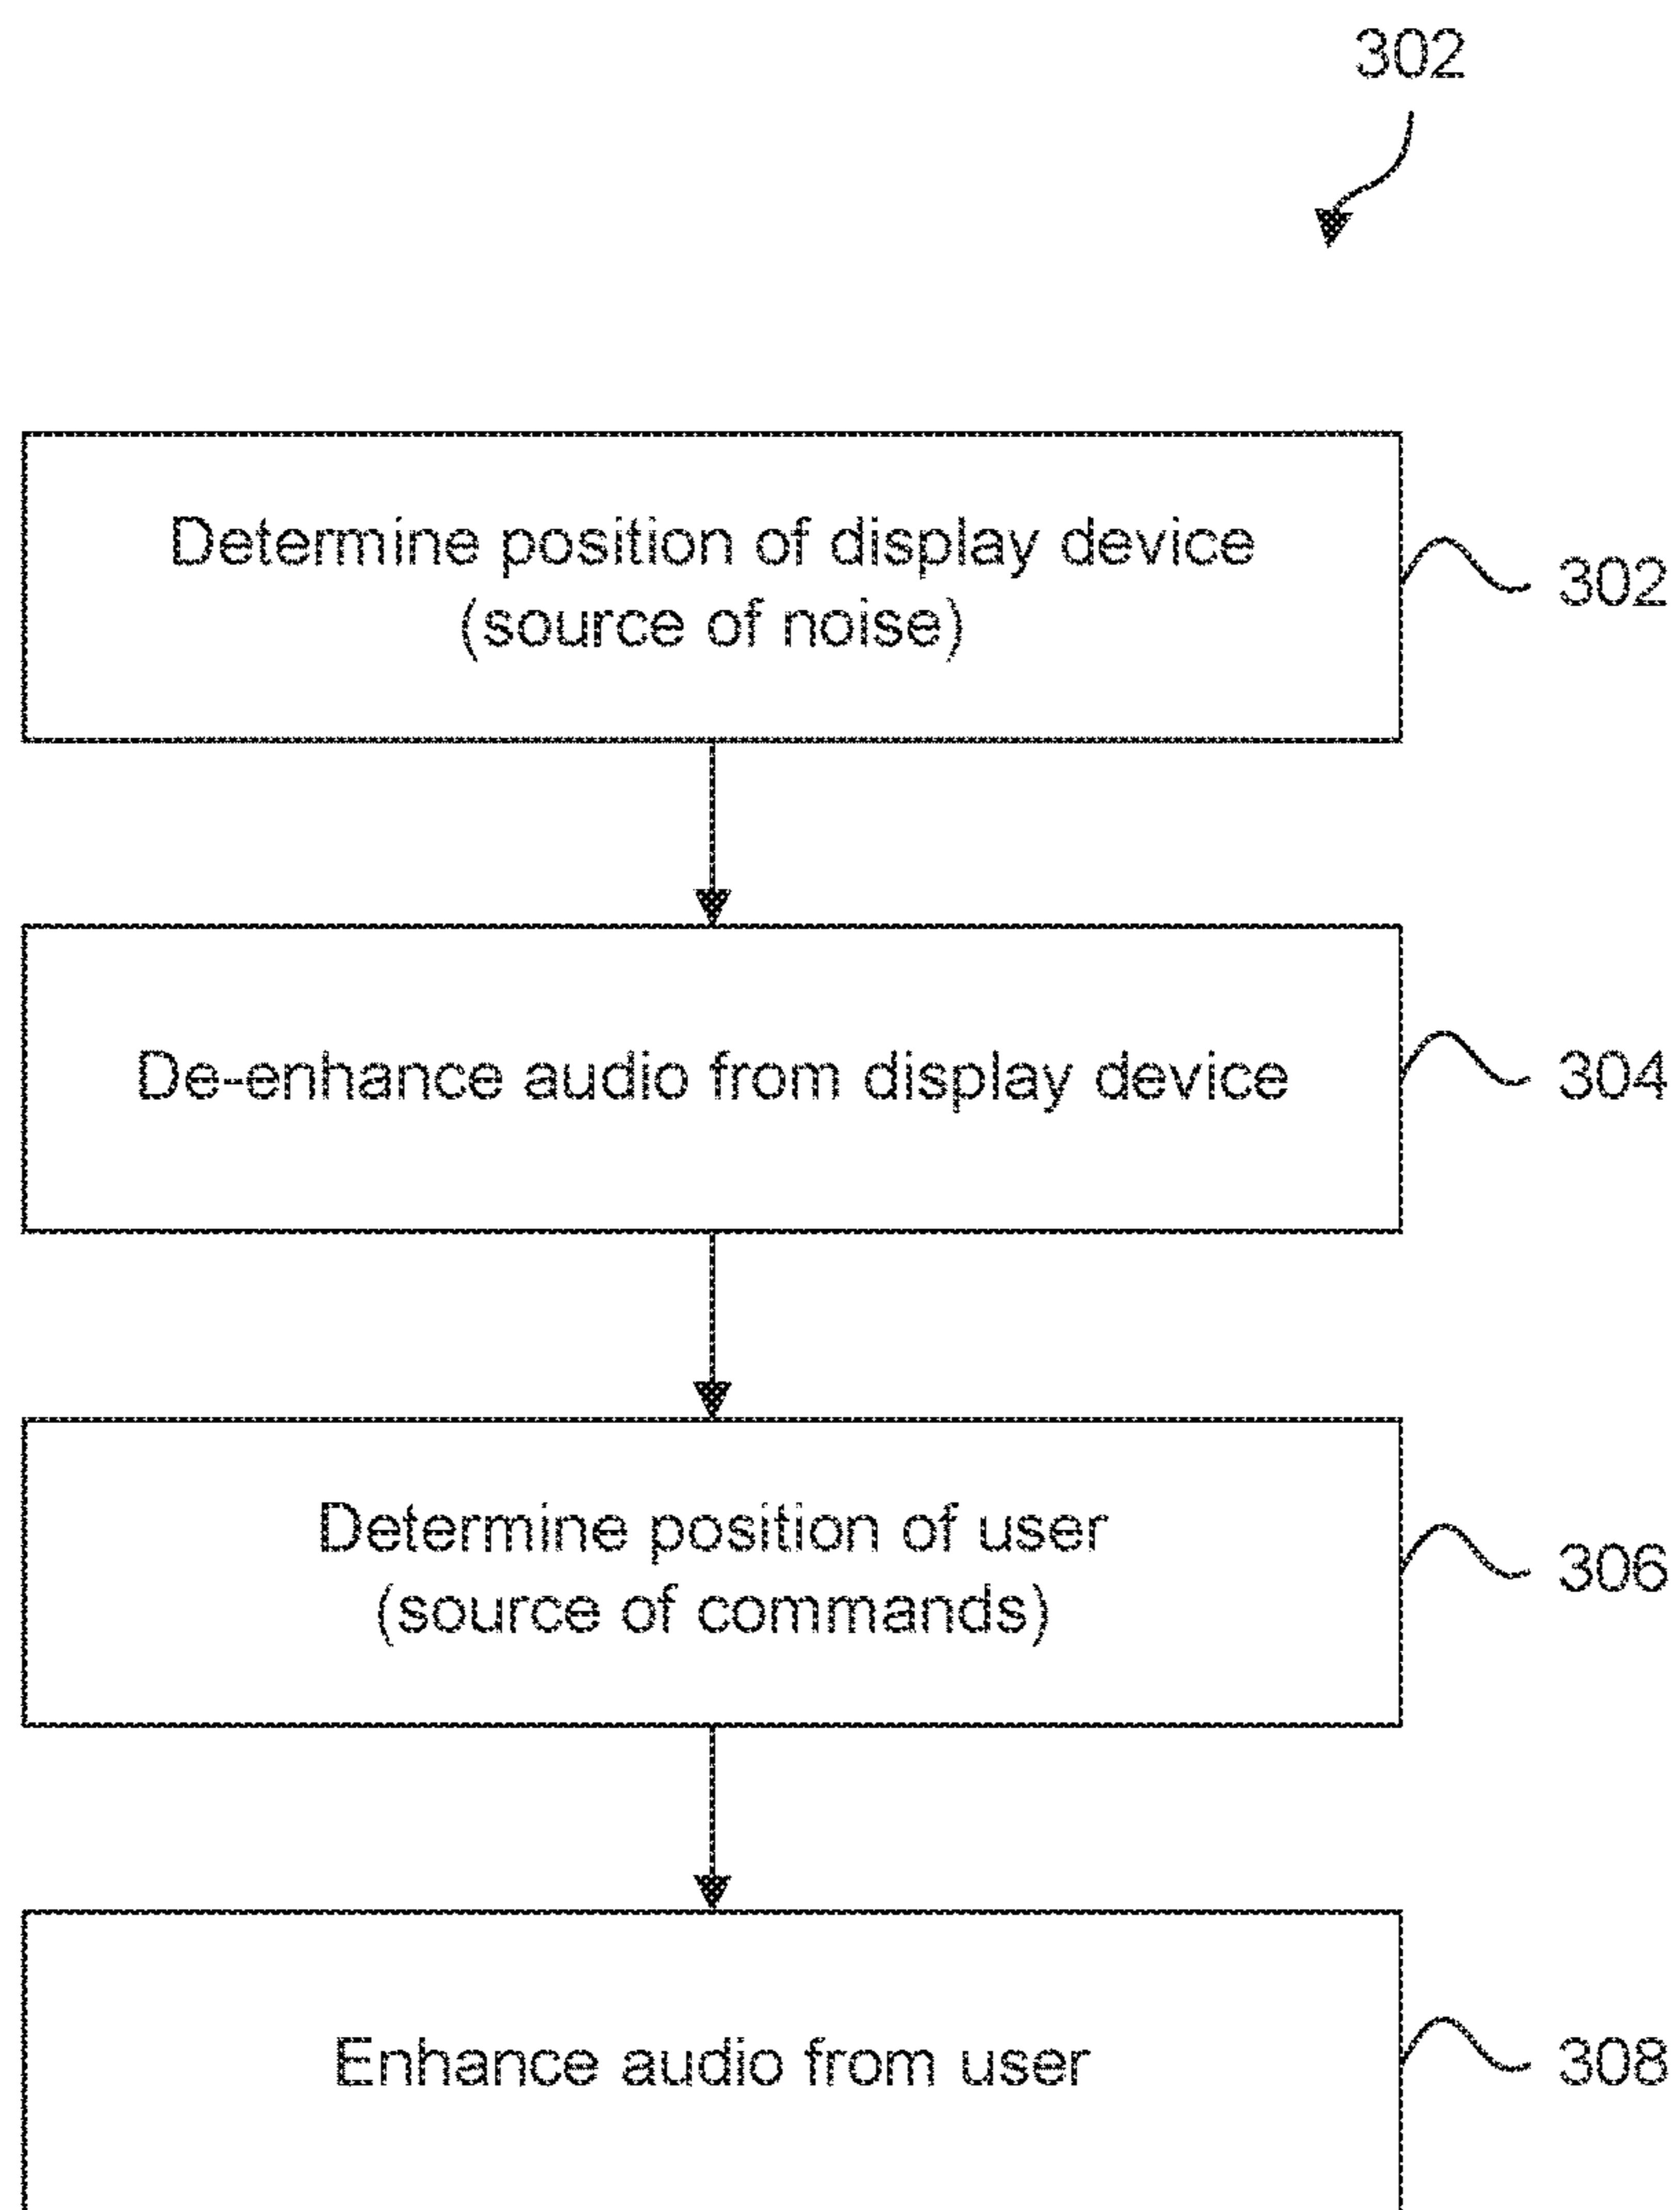 302
Determine position of display device
(source of noise)
302
De-enhance audio from display device
304
Determine position of user
(source of commands)
306
Enhance audio from user
308